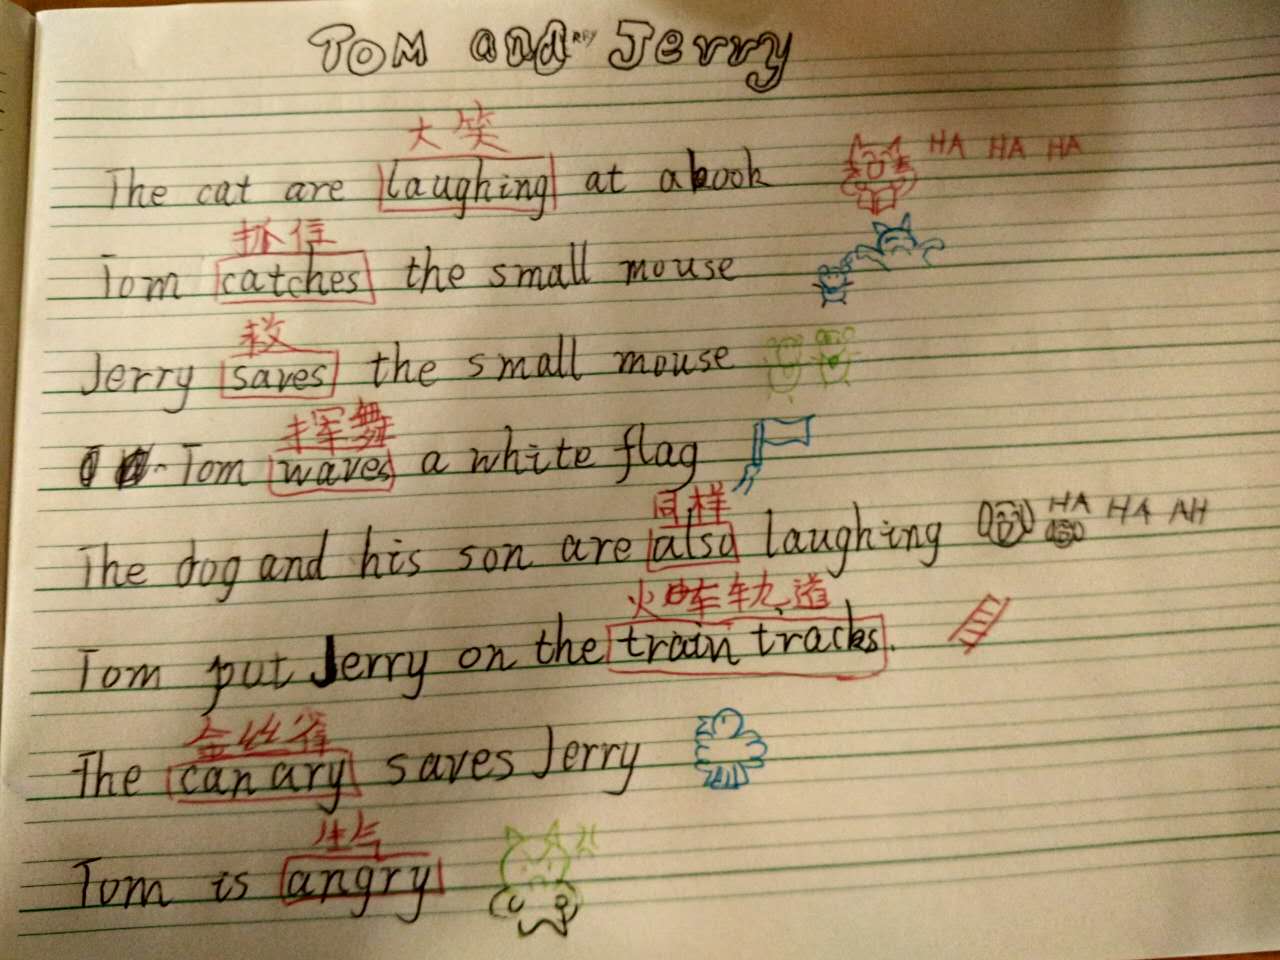 Tom and Jerry
大笑
The cat are laughing at a book
HA HA HA
抓住
Tom catches the small mouse
救
Jerry saves the small mouse
挥舞
Tom waves a white flag
同样
The dog and his son are also laughing
HA HA AH
火车轨道
Tom put Jerry on the train tracks.
金丝雀
The canary saves Jerry
生气
Tom is angry